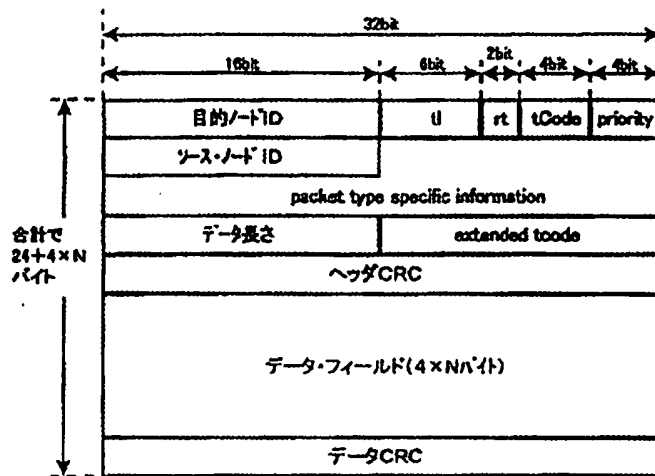 32bit
16bit 6bit 2bit 4bit 4bit
目的ノードID tl rt tCode priority
ソース・ノードID
packet type specific information
データ長さ extended tcode
ヘッダCRC
データ・フィールド(4×Nバイト)
データCRC
合計で
24+4×N
バイト